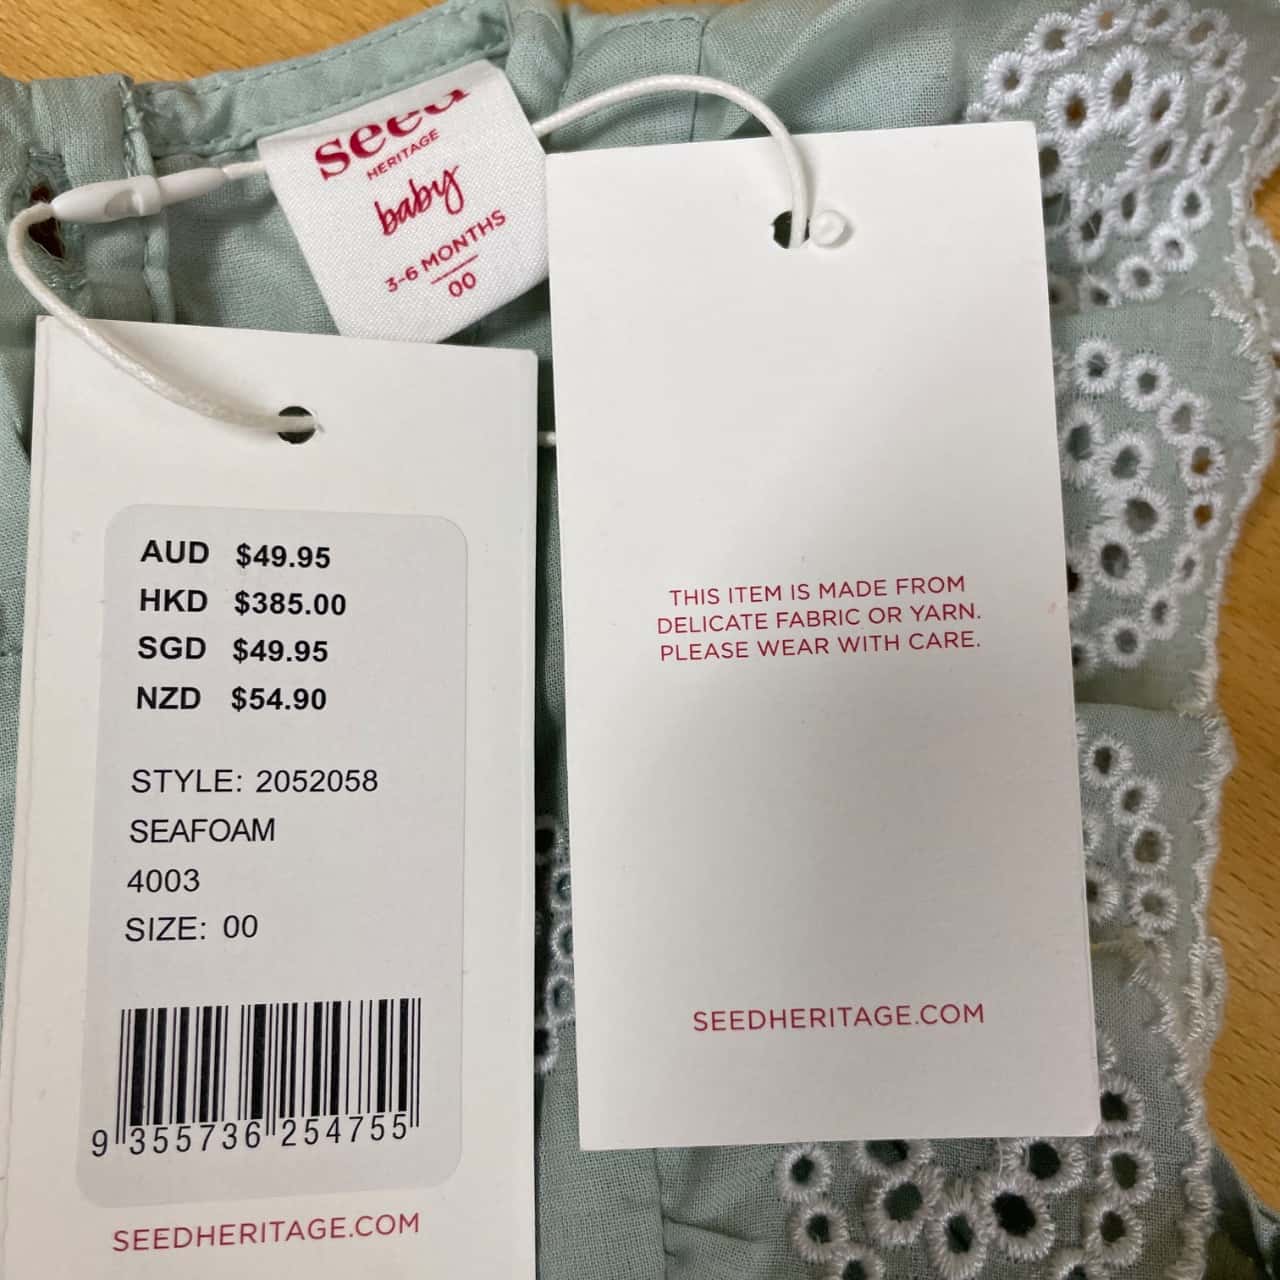 seed
HERITAGE
baby
3-6 MONTHS
00
AUD $49.95
HKD $385.00
SGD $49.95
NZD $54.90
STYLE: 2052058
SEAFOAM
4003
SIZE: 00
9 355736 254755
SEEDHERITAGE.COM
THIS ITEM IS MADE FROM
DELICATE FABRIC OR YARN.
PLEASE WEAR WITH CARE.
SEEDHERITAGE.COM